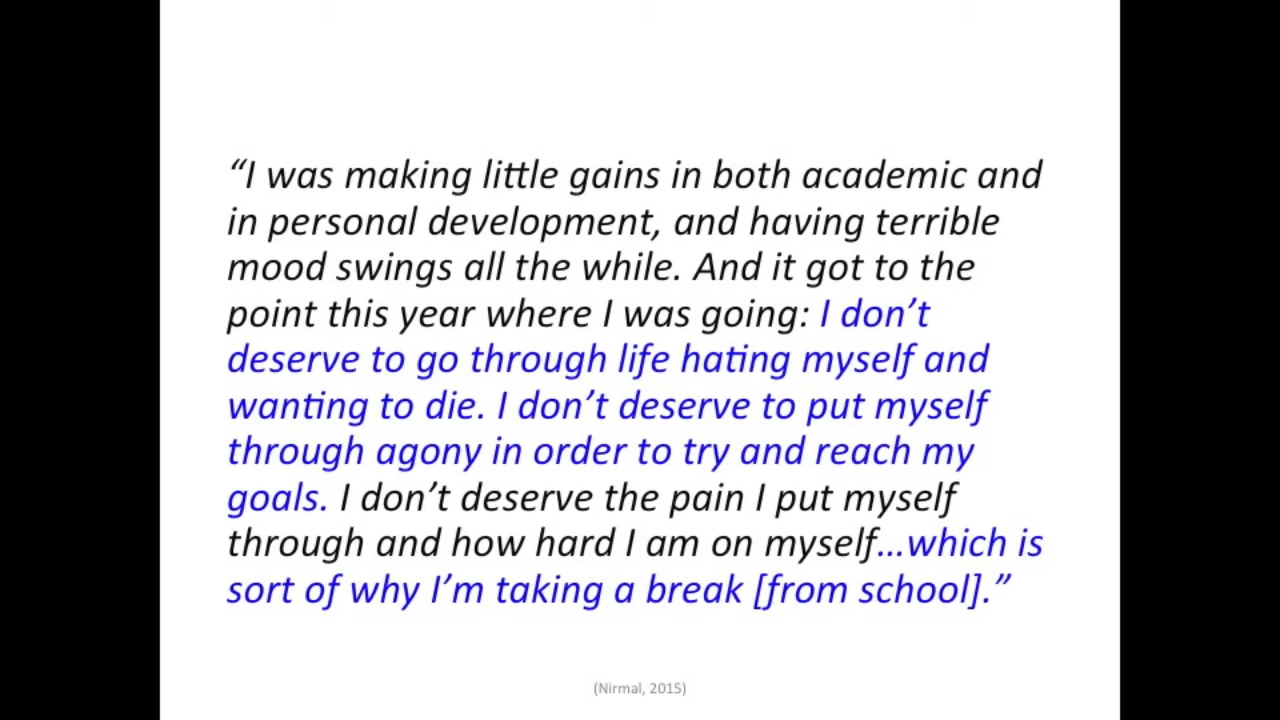 “I was making little gains in both academic and
in personal development, and having terrible
mood swings all the while. And it got to the
point this year where I was going: I don’t
deserve to go through life hating myself and
wanting to die. I don’t deserve to put myself
through agony in order to try and reach my
goals. I don’t deserve the pain I put myself
through and how hard I am on myself…which is
sort of why I’m taking a break [from school].”
(Nirmal, 2015)